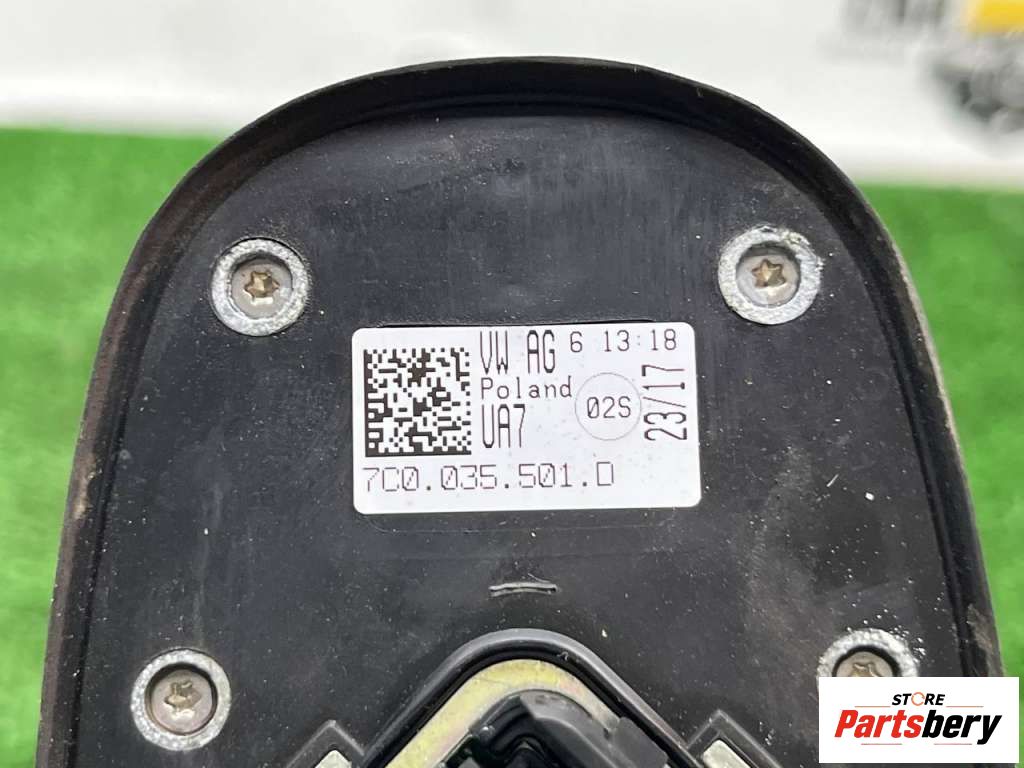 VW AG 6 13:18
Poland
UA7
02S
23/17
7C0.035.501.D
STORE
Partsbery